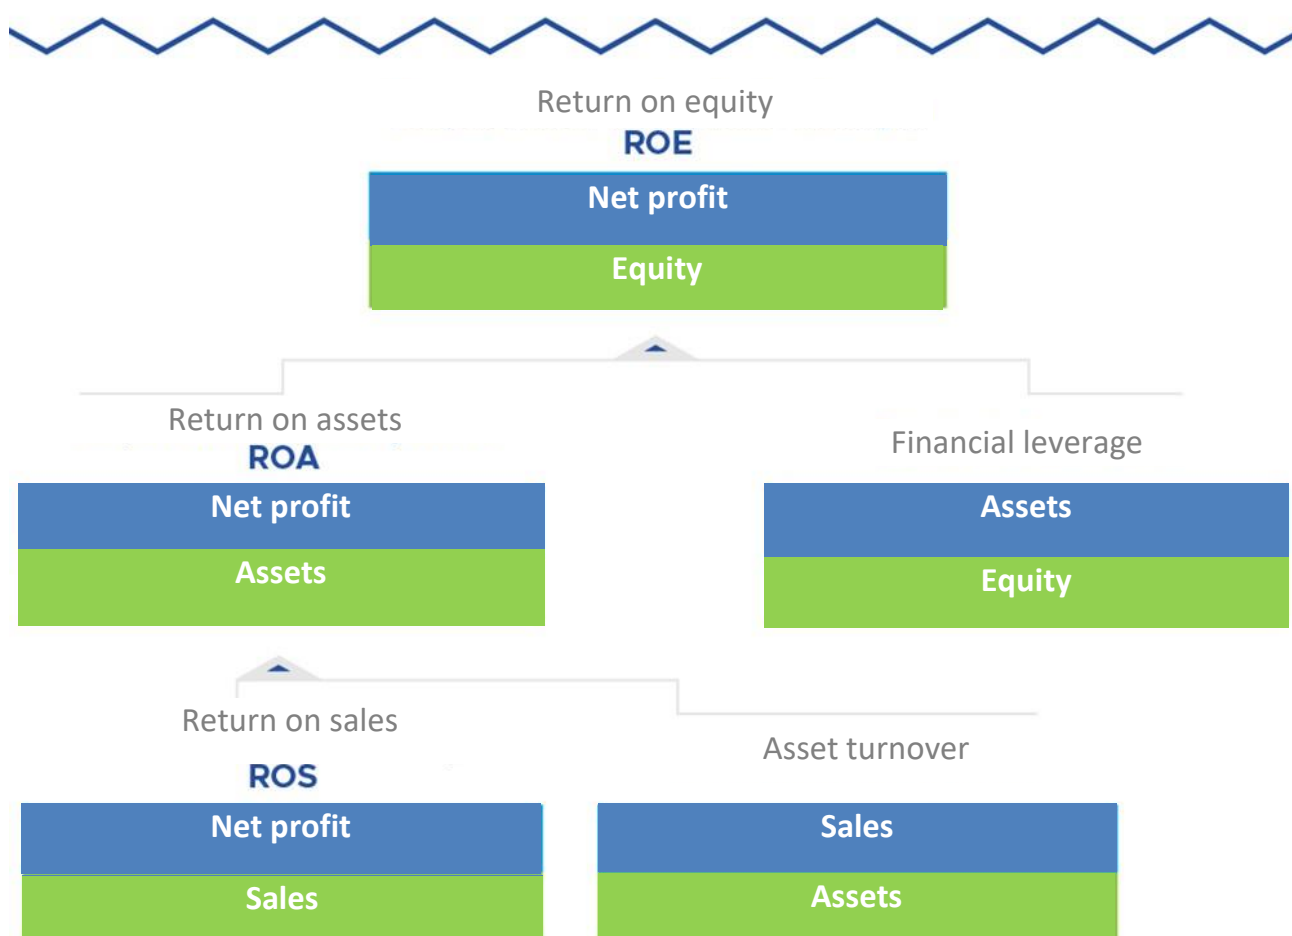 Return on equity
ROE
Net profit
Equity
Return on assets
ROA
Net profit
Assets
Financial leverage
Assets
Equity
Return on sales
ROS
Net profit
Sales
Asset turnover
Sales
Assets